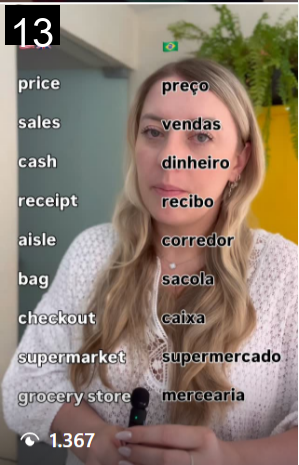 13
price preço
sales vendas
cash dinheiro
receipt recibo
aisle corredor
bag sacola
checkout caixa
supermarket supermercado
grocery store mercearia
1.367